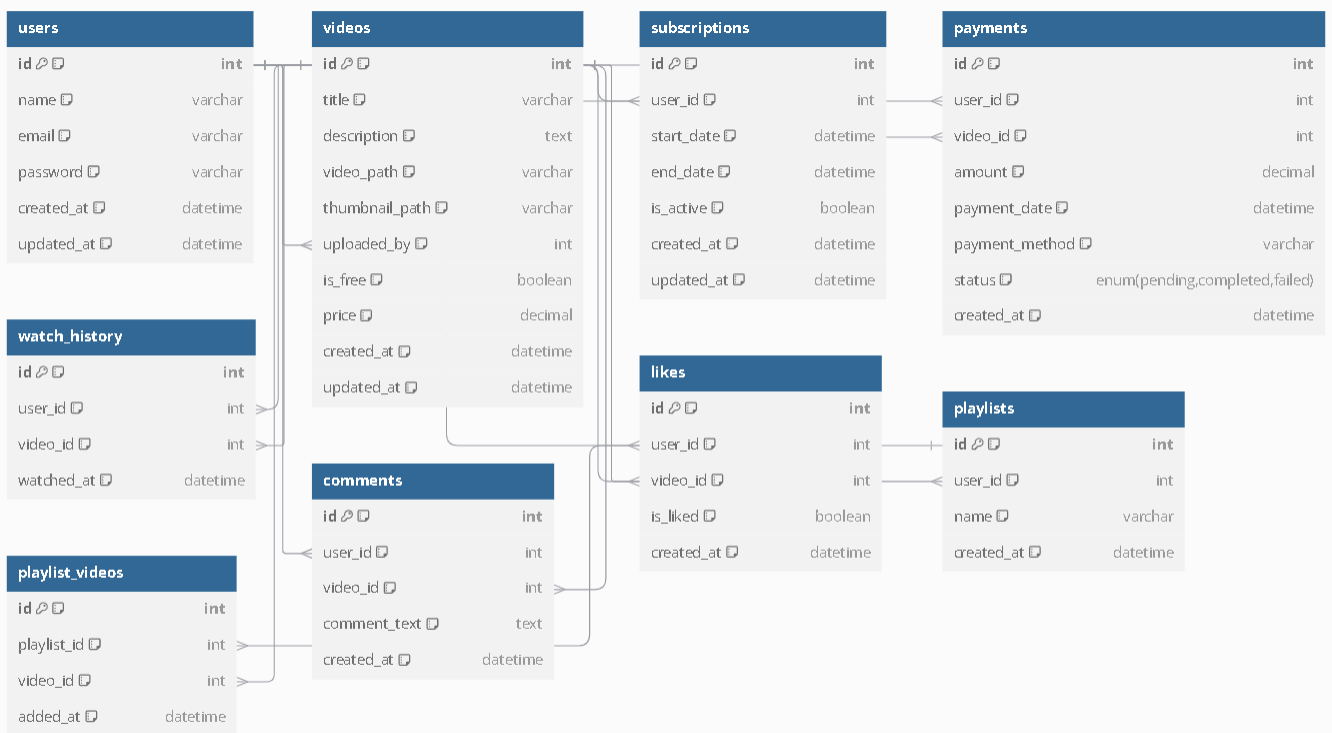 users
id int
name varchar
email varchar
password varchar
created_at datetime
updated_at datetime
videos
id int
title varchar
description text
video_path varchar
thumbnail_path varchar
uploaded_by int
is_free boolean
price decimal
created_at datetime
updated_at datetime
subscriptions
id int
user_id int
start_date datetime
end_date datetime
is_active boolean
created_at datetime
updated_at datetime
payments
id int
user_id int
video_id int
amount decimal
payment_date datetime
payment_method varchar
status enum(pending,completed,failed)
created_at datetime
watch_history
id int
user_id int
video_id int
watched_at datetime
comments
id int
user_id int
video_id int
comment_text text
created_at datetime
likes
id int
user_id int
video_id int
is_liked boolean
created_at datetime
playlists
id int
user_id int
name varchar
created_at datetime
playlist_videos
id int
playlist_id int
video_id int
added_at datetime